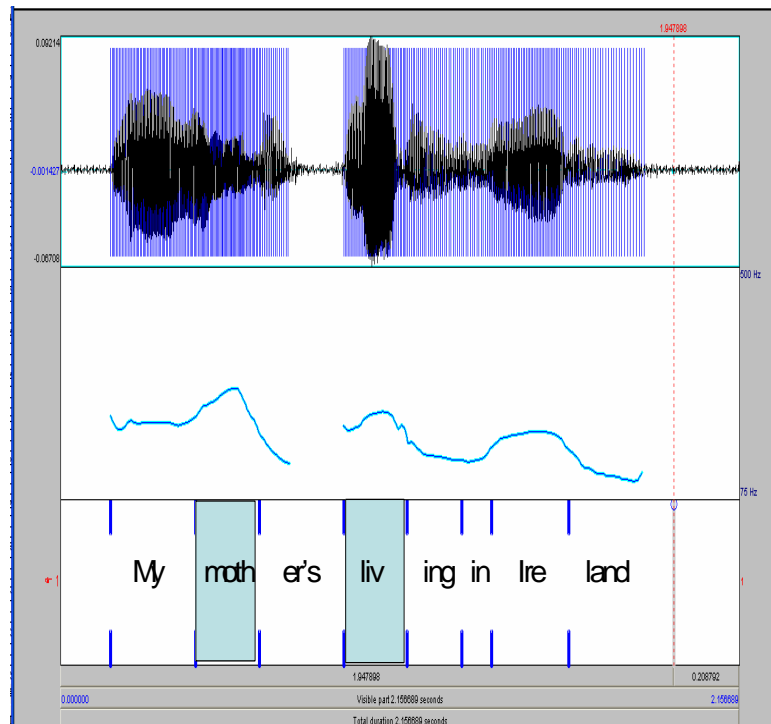 1.947898
0.09214
-0.001427
-0.06708
500 Hz
75 Hz
My moth er's liv ing in Ire land
1
1
1.947898 0.208792
0.000000 Visible part 2.156689 seconds 2.156689
Total duration 2.156689 seconds